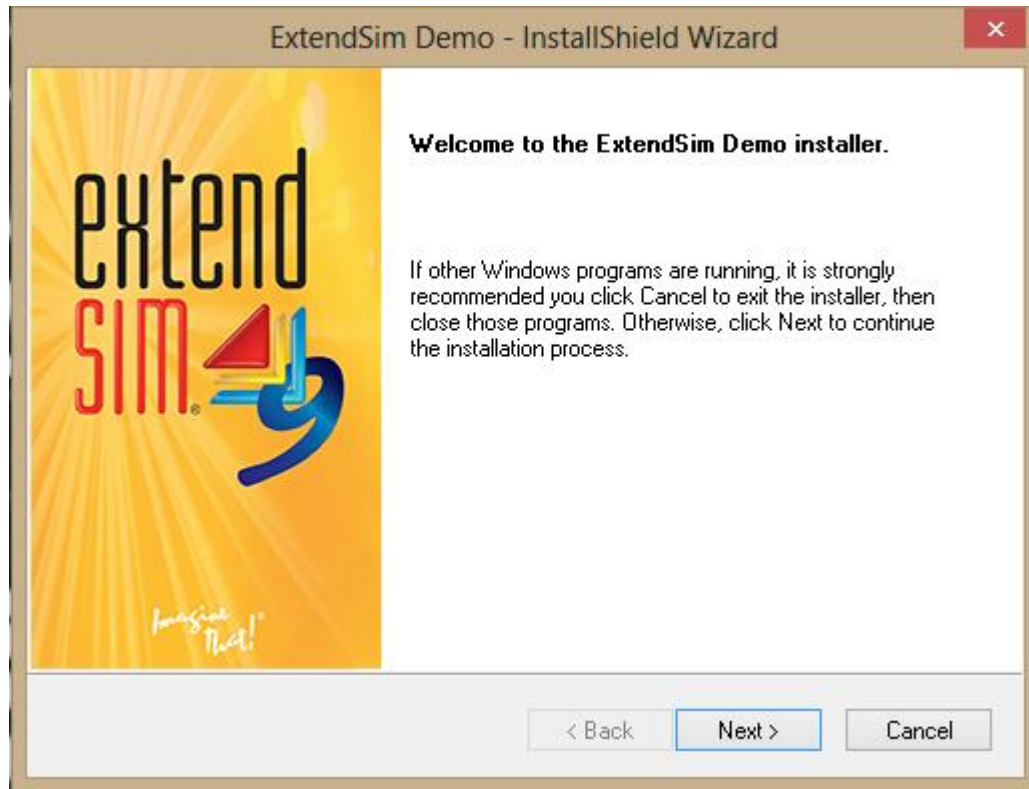 ExtendSim Demo - InstallShield Wizard
extend
SIM®
9
Imagine
That!®
Welcome to the ExtendSim Demo installer.
If other Windows programs are running, it is strongly
recommended you click Cancel to exit the installer, then
close those programs. Otherwise, click Next to continue
the installation process.
< Back
Next >
Cancel